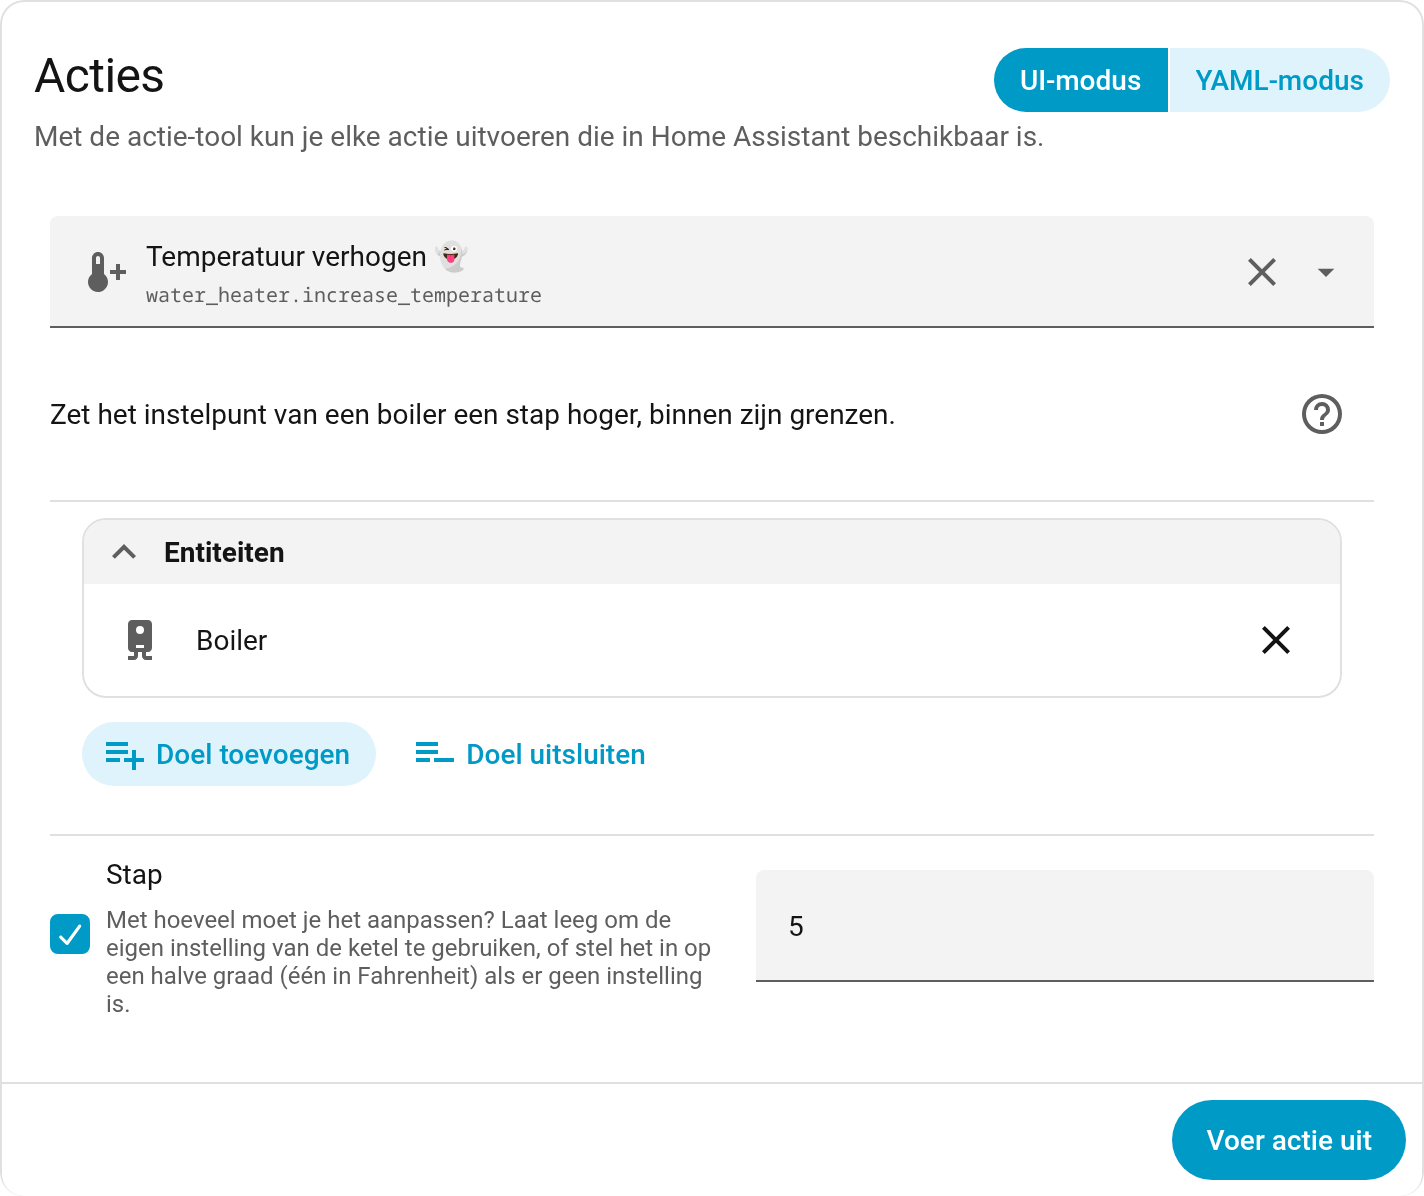 Acties
UI-modus
YAML-modus
Met de actie-tool kun je elke actie uitvoeren die in Home Assistant beschikbaar is.
Temperatuur verhogen 👻
water_heater.increase_temperature
Zet het instelpunt van een boiler een stap hoger, binnen zijn grenzen.
Entiteiten
Boiler
Doel toevoegen
Doel uitsluiten
Stap
Met hoeveel moet je het aanpassen? Laat leeg om de
eigen instelling van de ketel te gebruiken, of stel het in op
een halve graad (één in Fahrenheit) als er geen instelling
is.
5
Voer actie uit